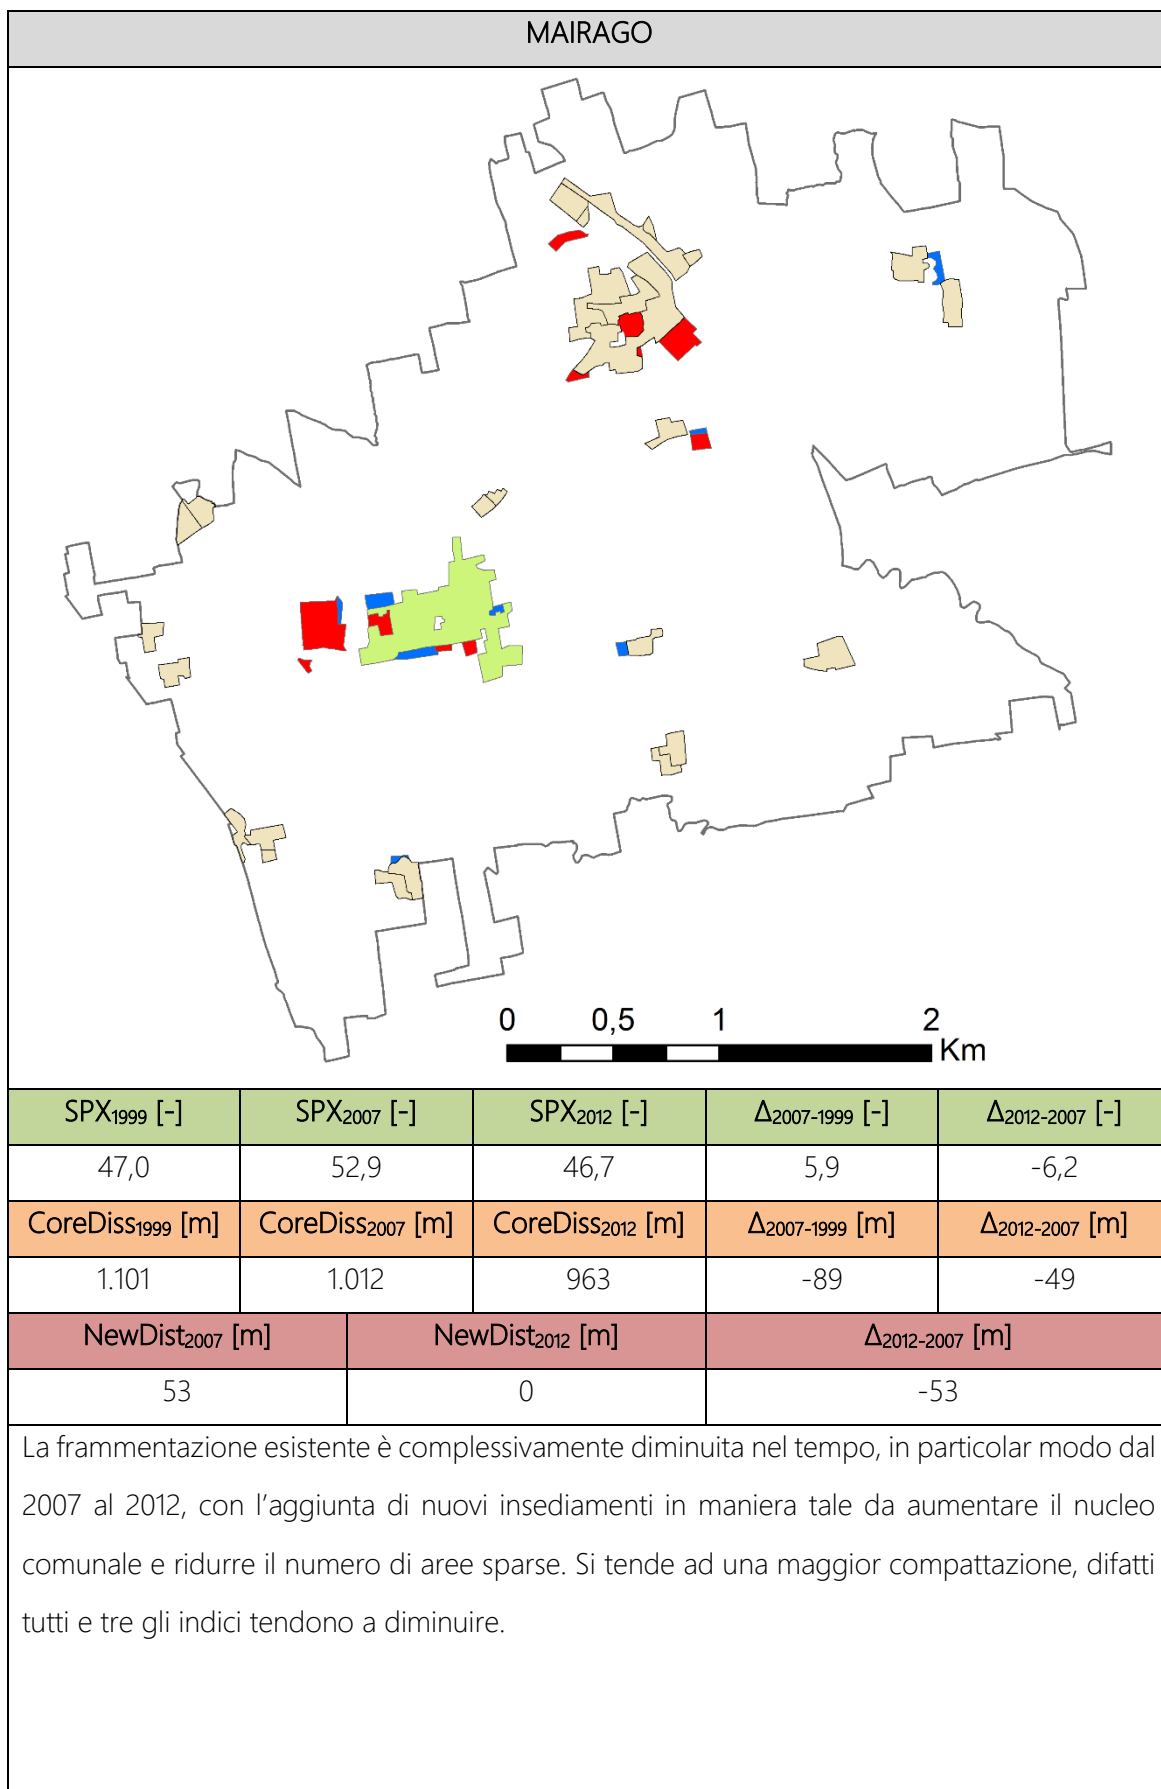 MAIRAGO
0 0,5 1 2
Km
SPX1999 [-] SPX2007 [-] SPX2012 [-] Δ2007-1999 [-] Δ2012-2007 [-]
47,0 52,9 46,7 5,9 -6,2
CoreDiss1999 [m] CoreDiss2007 [m] CoreDiss2012 [m] Δ2007-1999 [m] Δ2012-2007 [m]
1.101 1.012 963 -89 -49
NewDist2007 [m] NewDist2012 [m] Δ2012-2007 [m]
53 0 -53
La frammentazione esistente è complessivamente diminuita nel tempo, in particolar modo dal
2007 al 2012, con l’aggiunta di nuovi insediamenti in maniera tale da aumentare il nucleo
comunale e ridurre il numero di aree sparse. Si tende ad una maggior compattazione, difatti
tutti e tre gli indici tendono a diminuire.